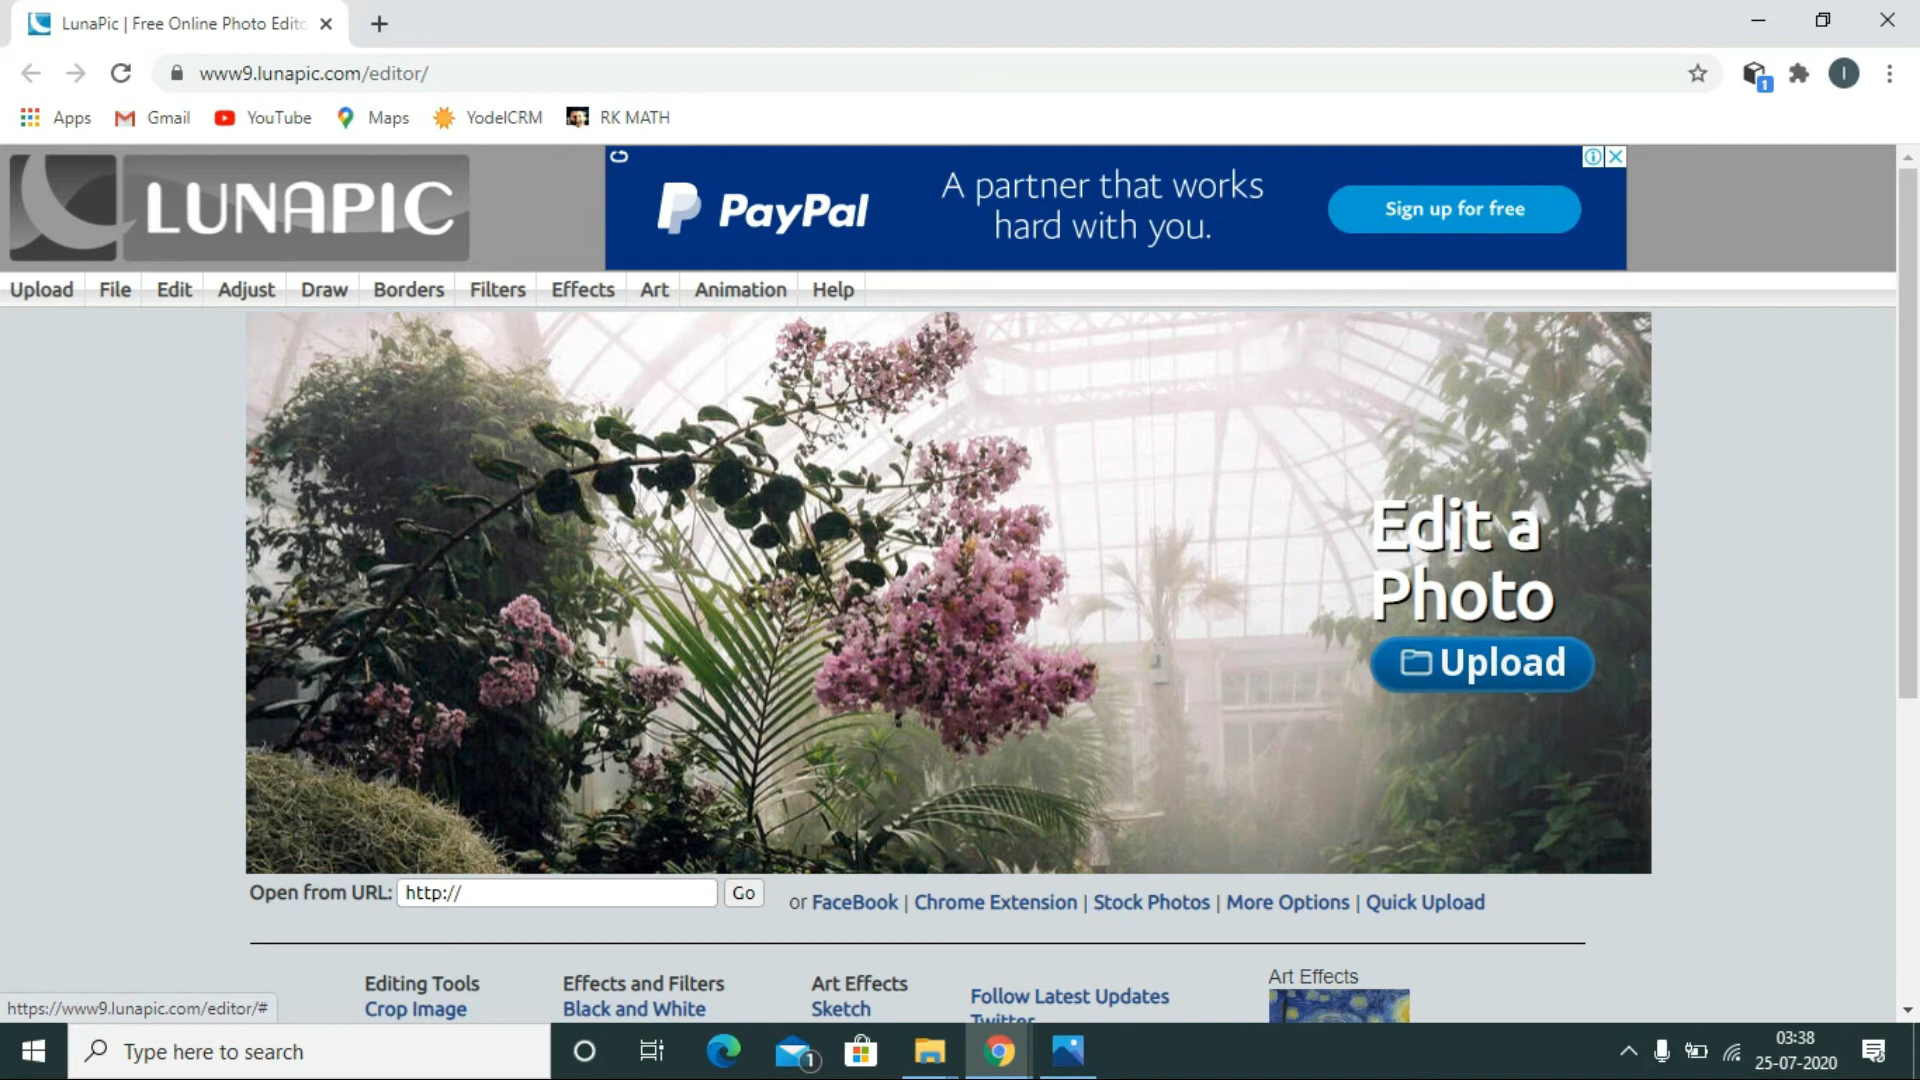 LunaPic | Free Online Photo Edito
www9.lunapic.com/editor/
1
I
Apps Gmail YouTube Maps YodelCRM RK MATH
LUNAPIC
PayPal
A partner that works
hard with you.
Sign up for free
Upload File Edit Adjust Draw Borders Filters Effects Art Animation Help
Edit a
Photo
Upload
Open from URL: http:// Go or FaceBook | Chrome Extension | Stock Photos | More Options | Quick Upload
Editing Tools Effects and Filters Art Effects Art Effects
Crop Image Black and White Sketch Follow Latest Updates
Twitter
https://www9.lunapic.com/editor/#
Type here to search
1
03:38
25-07-2020